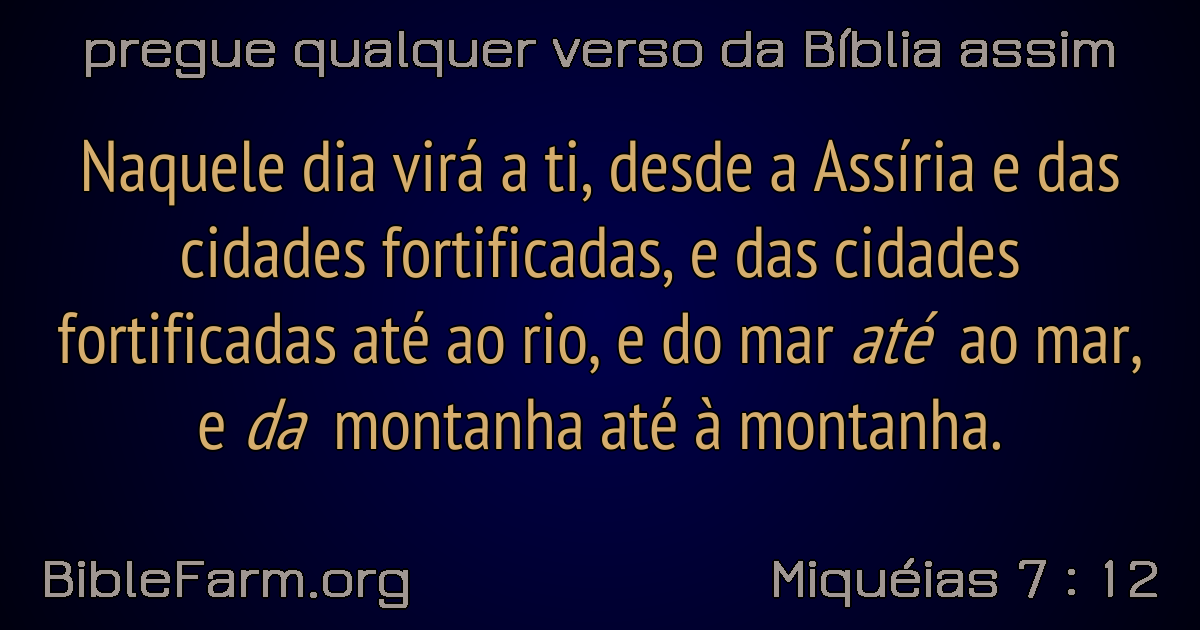 pregue qualquer verso da Bíblia assim
Naquele dia virá a ti, desde a Assíria e das
cidades fortificadas, e das cidades
fortificadas até ao rio, e do mar até ao mar,
e da montanha até à montanha.
BibleFarm.org
Miquéias 7 : 12